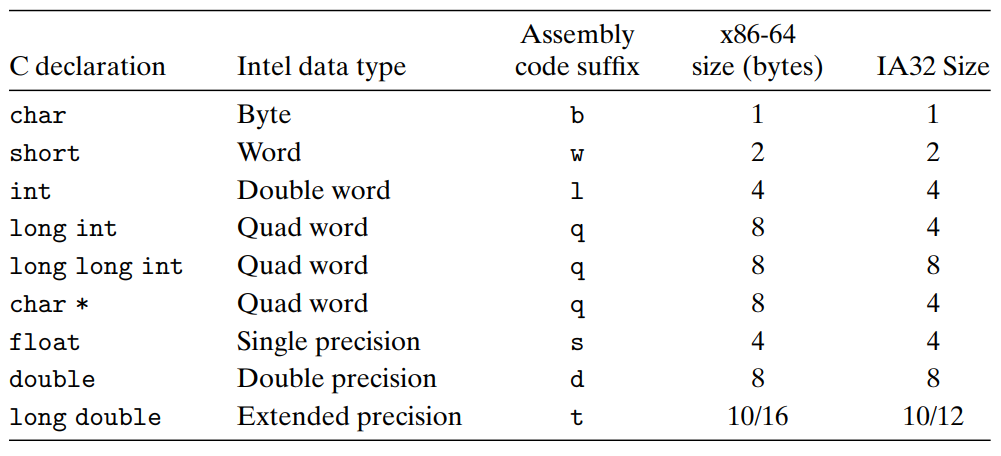 Assembly x86-64
C declaration Intel data type code suffix size (bytes) IA32 Size
char Byte b 1 1
short Word w 2 2
int Double word l 4 4
long int Quad word q 8 4
long long int Quad word q 8 8
char * Quad word q 8 4
float Single precision s 4 4
double Double precision d 8 8
long double Extended precision t 10/16 10/12